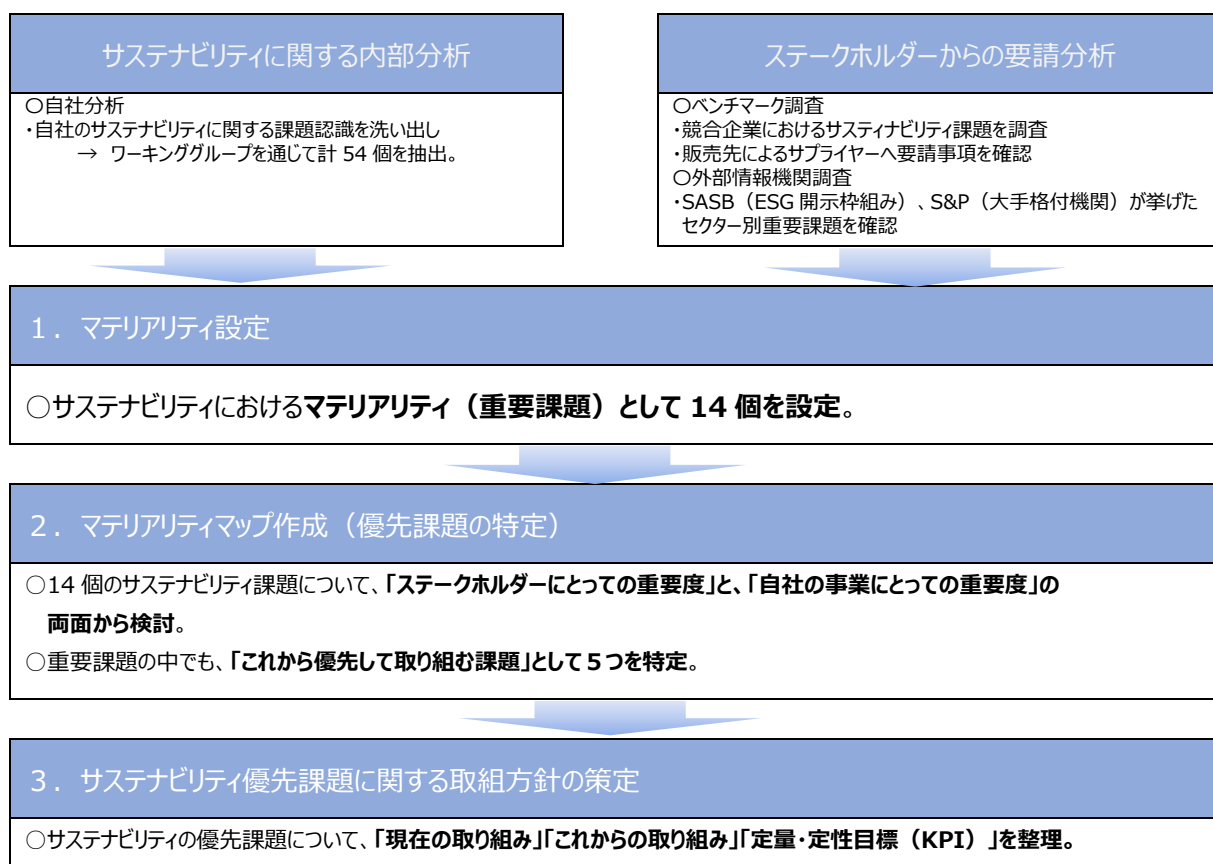 サステナビリティに関する内部分析
〇自社分析
・自社のサステナビリティに関する課題認識を洗い出し
→ ワーキンググループを通じて計 54 個を抽出。
ステークホルダーからの要請分析
〇ベンチマーク調査
・競合企業におけるサスティナビリティ課題を調査
・販売先によるサプライヤーへ要請事項を確認
〇外部情報機関調査
・SASB（ESG 開示枠組み）、S&P（大手格付機関）が挙げた
セクター別重要課題を確認
１．マテリアリティ設定
○サステナビリティにおけるマテリアリティ（重要課題）として 14 個を設定。
２．マテリアリティマップ作成（優先課題の特定）
○14 個のサステナビリティ課題について、「ステークホルダーにとっての重要度」と、「自社の事業にとっての重要度」の
両面から検討。
○重要課題の中でも、「これから優先して取り組む課題」として５つを特定。
３．サステナビリティ優先課題に関する取組方針の策定
○サステナビリティの優先課題について、「現在の取り組み」「これからの取り組み」「定量・定性目標（KPI）」を整理。